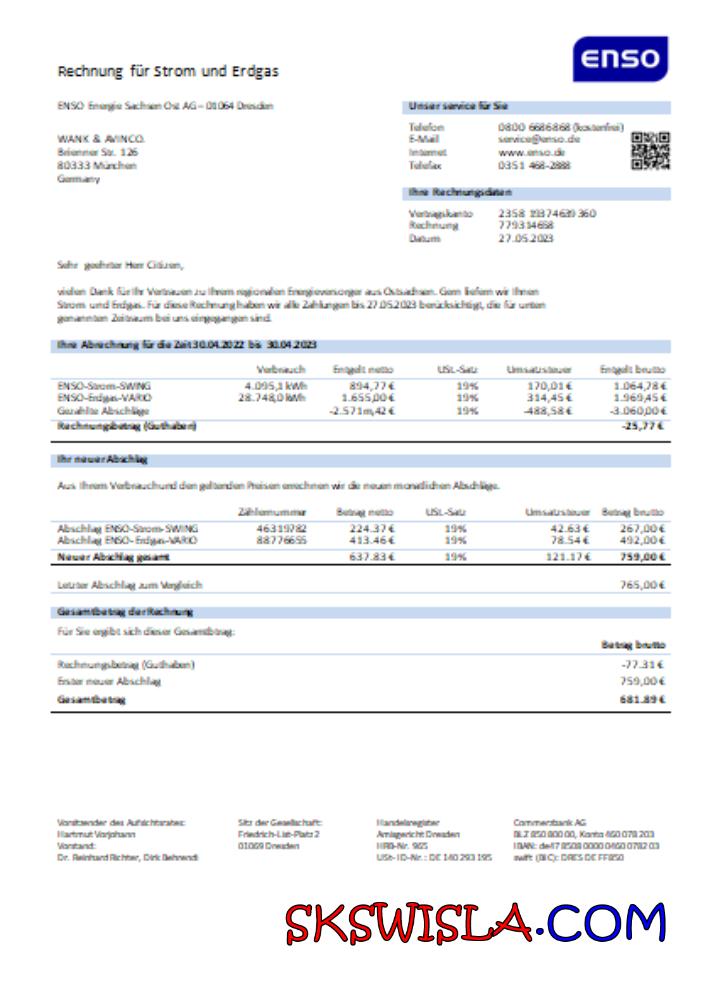 enso
Rechnung für Strom und Erdgas
ENSO Energie Sachsen Ost AG – 01064 Dresden
Unser service für Sie
Telefon 0800 6686868 (kostenfrei)
E-Mail service@enso.de
Internet www.enso.de
Telefax 0351 468-2888
WANK & AVINCO.
Brienner Str. 126
80333 München
Germany
Ihre Rechnungsdaten
Vertragskonto 2358 19374639 360
Rechnung 779314658
Datum 27.05.2023
Sehr geehrter Herr Citizen,
vielen Dank für Ihr Vertrauen zu Ihrem regionalen Energieversorger aus Ostsachsen. Gern liefern wir Ihnen
Strom und Erdgas. Für diese Rechnung haben wir alle Zahlungen bis 27.05.2023 berücksichtigt, die für unten
genannten Zeitraum bei uns eingegangen sind.
Ihre Abrechnung für die Zeit 30.04.2022 bis 30.04.2023
Verbrauch Entgelt netto USt.-Satz Umsatzsteuer Entgelt brutto
ENSO-Strom-SWING 4.095,1 kWh 894,77 € 19% 170,01 € 1.064,78 €
ENSO-Erdgas-VARIO 28.748,0 kWh 1.655,00 € 19% 314,45 € 1.969,45 €
Gezahlte Abschläge -2.571m,42 € 19% -488,58 € -3.060,00 €
Rechnungsbetrag (Guthaben) -25,77 €
Ihr neuer Abschlag
Aus Ihrem Verbrauch und den geltenden Preisen errechnen wir die neuen monatlichen Abschläge.
Zählernummer Betrag netto USt.-Satz Umsatzsteuer Betrag brutto
Abschlag ENSO-Strom-SWING 46319782 224.37 € 19% 42.63 € 267,00 €
Abschlag ENSO- Erdgas-VARIO 88776655 413.46 € 19% 78.54 € 492,00 €
Neuer Abschlag gesamt 637.83 € 19% 121.17 € 759,00 €
Letzter Abschlag zum Vergleich 765,00 €
Gesamtbetrag der Rechnung
Für Sie ergibt sich dieser Gesamtbtrag:
Betrag brutto
Rechnungsbetrag (Guthaben) -77.31 €
Erster neuer Abschlag 759,00 €
Gesamtbetrag 681.89 €
Vorsitzender des Aufsichtsrates: Sitz der Gesellschaft: Handelsregister Commerzbank AG
Hartmut Vorjohann Friedrich-List-Platz 2 Amtsgericht Dresden BLZ 850 800 00, Konto 460 078 203
Vorstand: 01069 Dresden HRB-Nr. 965 IBAN: de47 8508 0000 0460 0782 03
Dr. Reinhard Richter, Dirk Behrendt USt-ID-Nr.: DE 140 293 195 swift (BIC): DRES DE FF850
SKSWISLA.COM